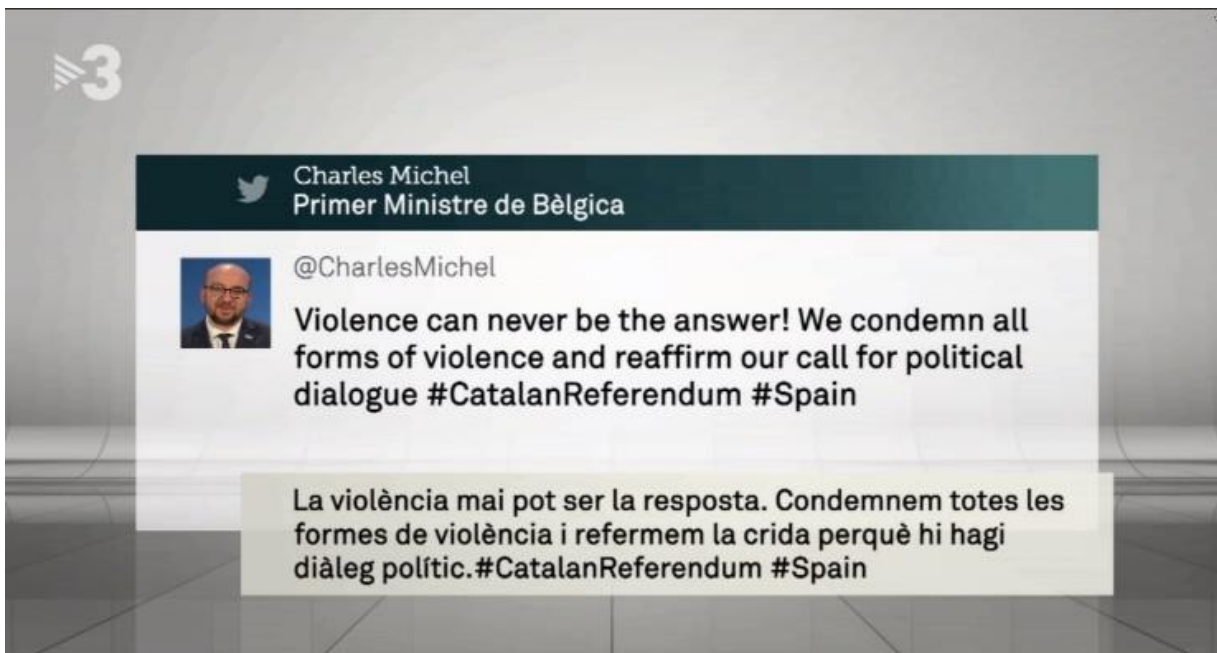 3
Charles Michel
Primer Ministre de Bèlgica
@CharlesMichel
Violence can never be the answer! We condemn all
forms of violence and reaffirm our call for political
dialogue #CatalanReferendum #Spain
La violència mai pot ser la resposta. Condemnem totes les
formes de violència i refermem la crida perquè hi hagi
diàleg polític.#CatalanReferendum #Spain